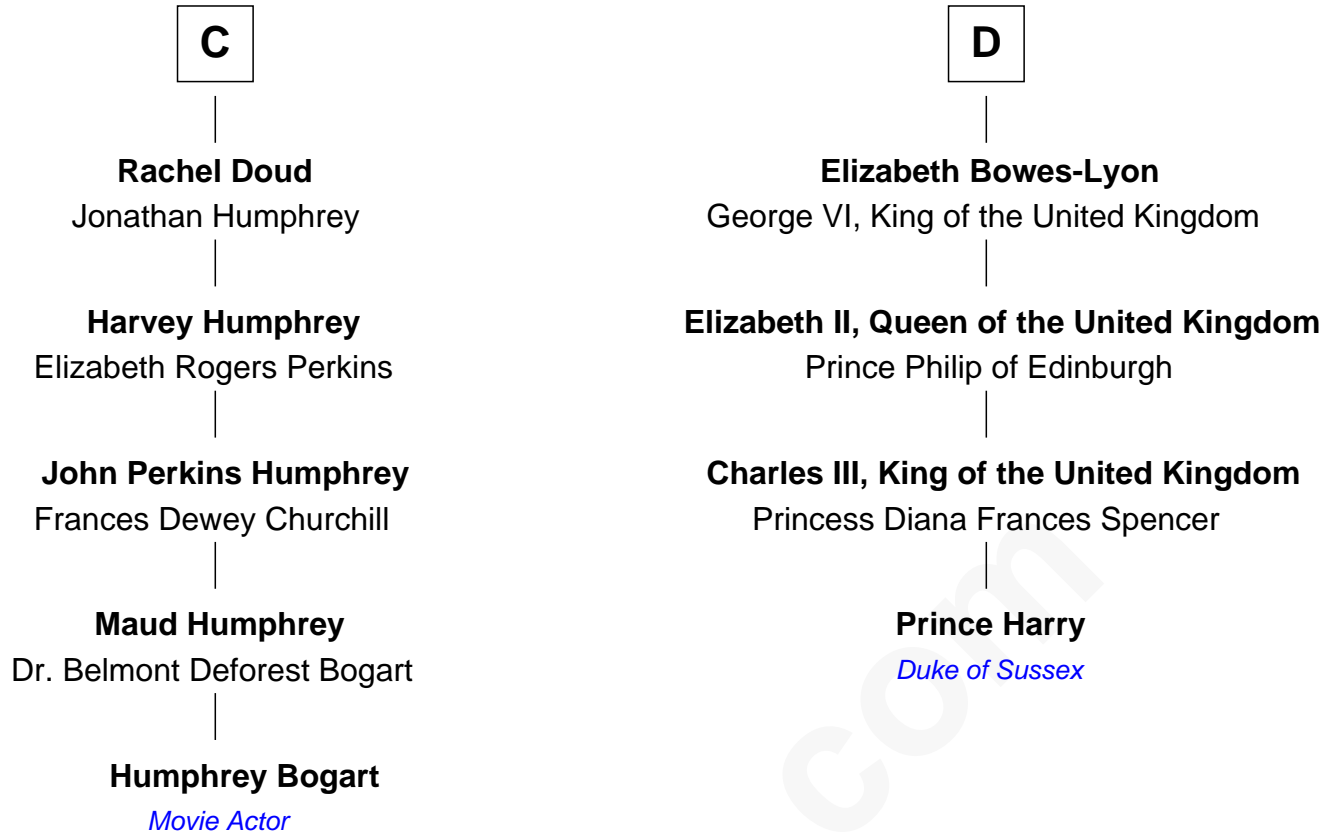 C
Rachel Doud
Jonathan Humphrey
Harvey Humphrey
Elizabeth Rogers Perkins
John Perkins Humphrey
Frances Dewey Churchill
Maud Humphrey
Dr. Belmont Deforest Bogart
Humphrey Bogart
Movie Actor
D
Elizabeth Bowes-Lyon
George VI, King of the United Kingdom
Elizabeth II, Queen of the United Kingdom
Prince Philip of Edinburgh
Charles III, King of the United Kingdom
Princess Diana Frances Spencer
Prince Harry
Duke of Sussex
com